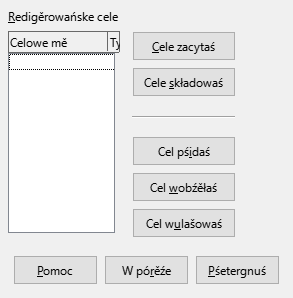 Redigěrowańske cele
Celowe mě Ty
Cele zacytaś
Cele składowaś
Cel pśidaś
Cel wobźěłaś
Cel wulašowaś
Pomoc W pórěźe Pśetergnuś